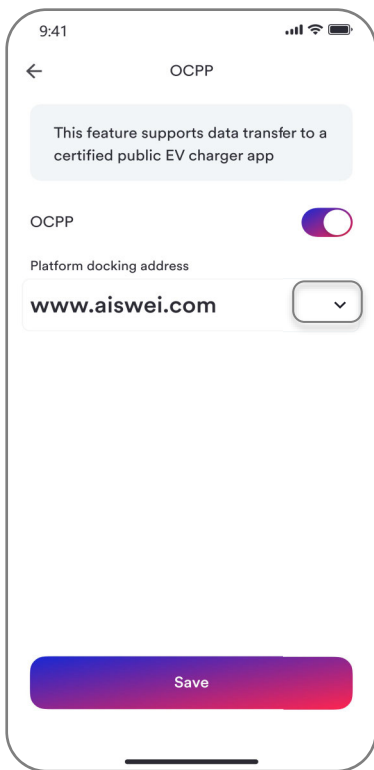 9:41
OCPP
This feature supports data transfer to a
certified public EV charger app
OCPP
Platform docking address
www.aiswei.com
Save